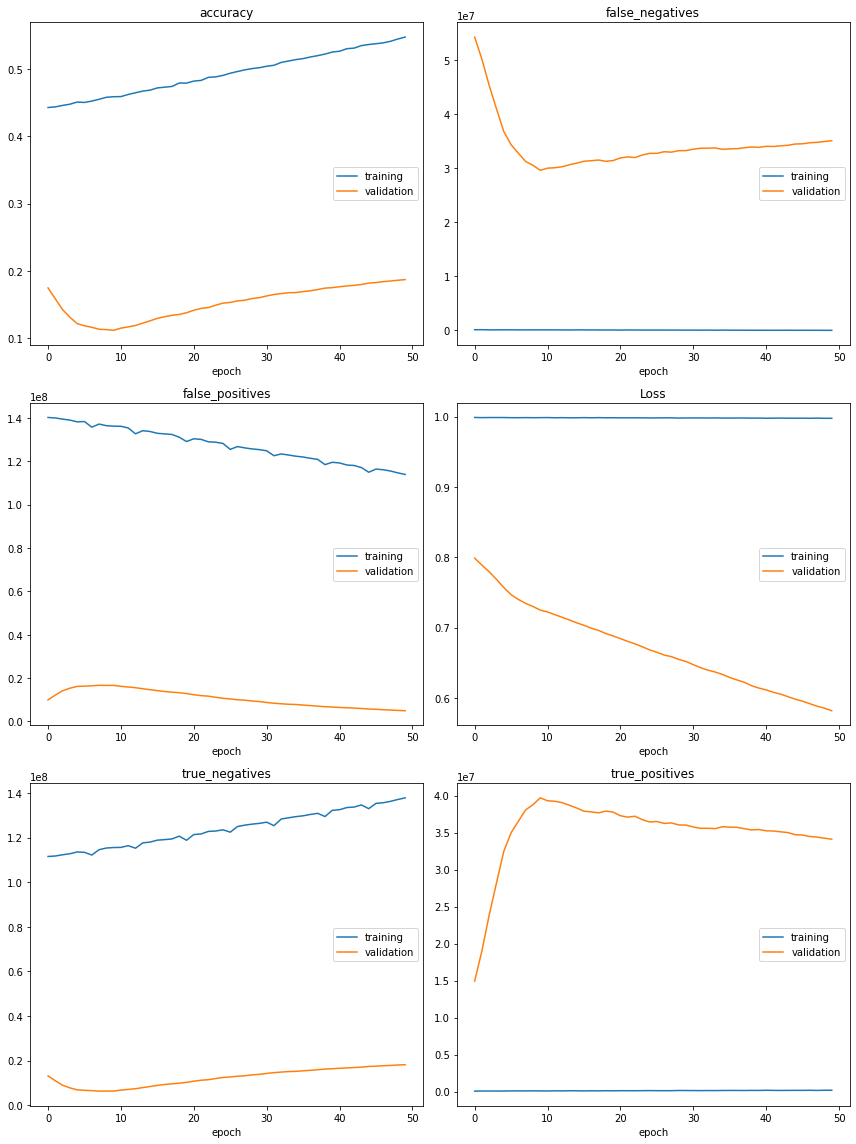 accuracy
0.5
0.4
0.3
0.2
0.1
training
validation
0 10 20 30 40 50
epoch
false_negatives
1e7
5
4
3
2
1
0
training
validation
0 10 20 30 40 50
epoch
false_positives
1e8
1.4
1.2
1.0
0.8
0.6
0.4
0.2
0.0
training
validation
0 10 20 30 40 50
epoch
Loss
1.0
0.9
0.8
0.7
0.6
training
validation
0 10 20 30 40 50
epoch
true_negatives
1e8
1.4
1.2
1.0
0.8
0.6
0.4
0.2
0.0
training
validation
0 10 20 30 40 50
epoch
true_positives
1e7
4.0
3.5
3.0
2.5
2.0
1.5
1.0
0.5
0.0
training
validation
0 10 20 30 40 50
epoch